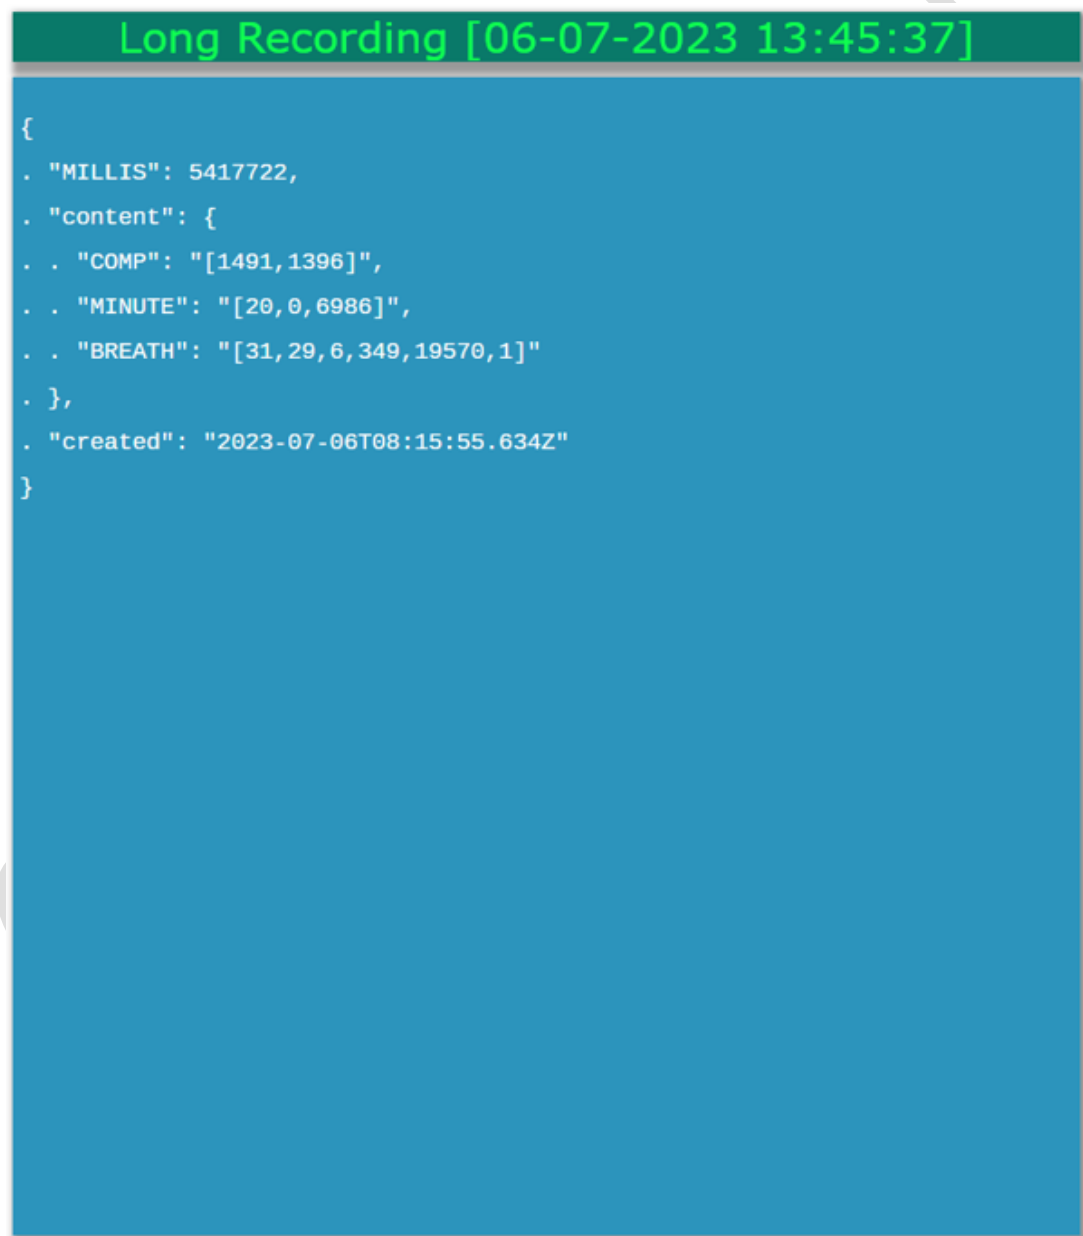 Long Recording [06-07-2023 13:45:37]
{
. "MILLIS": 5417722,
. "content": {
. . "COMP": "[1491,1396]",
. . "MINUTE": "[20,0,6986]",
. . "BREATH": "[31,29,6,349,19570,1]"
. },
. "created": "2023-07-06T08:15:55.634Z"
}